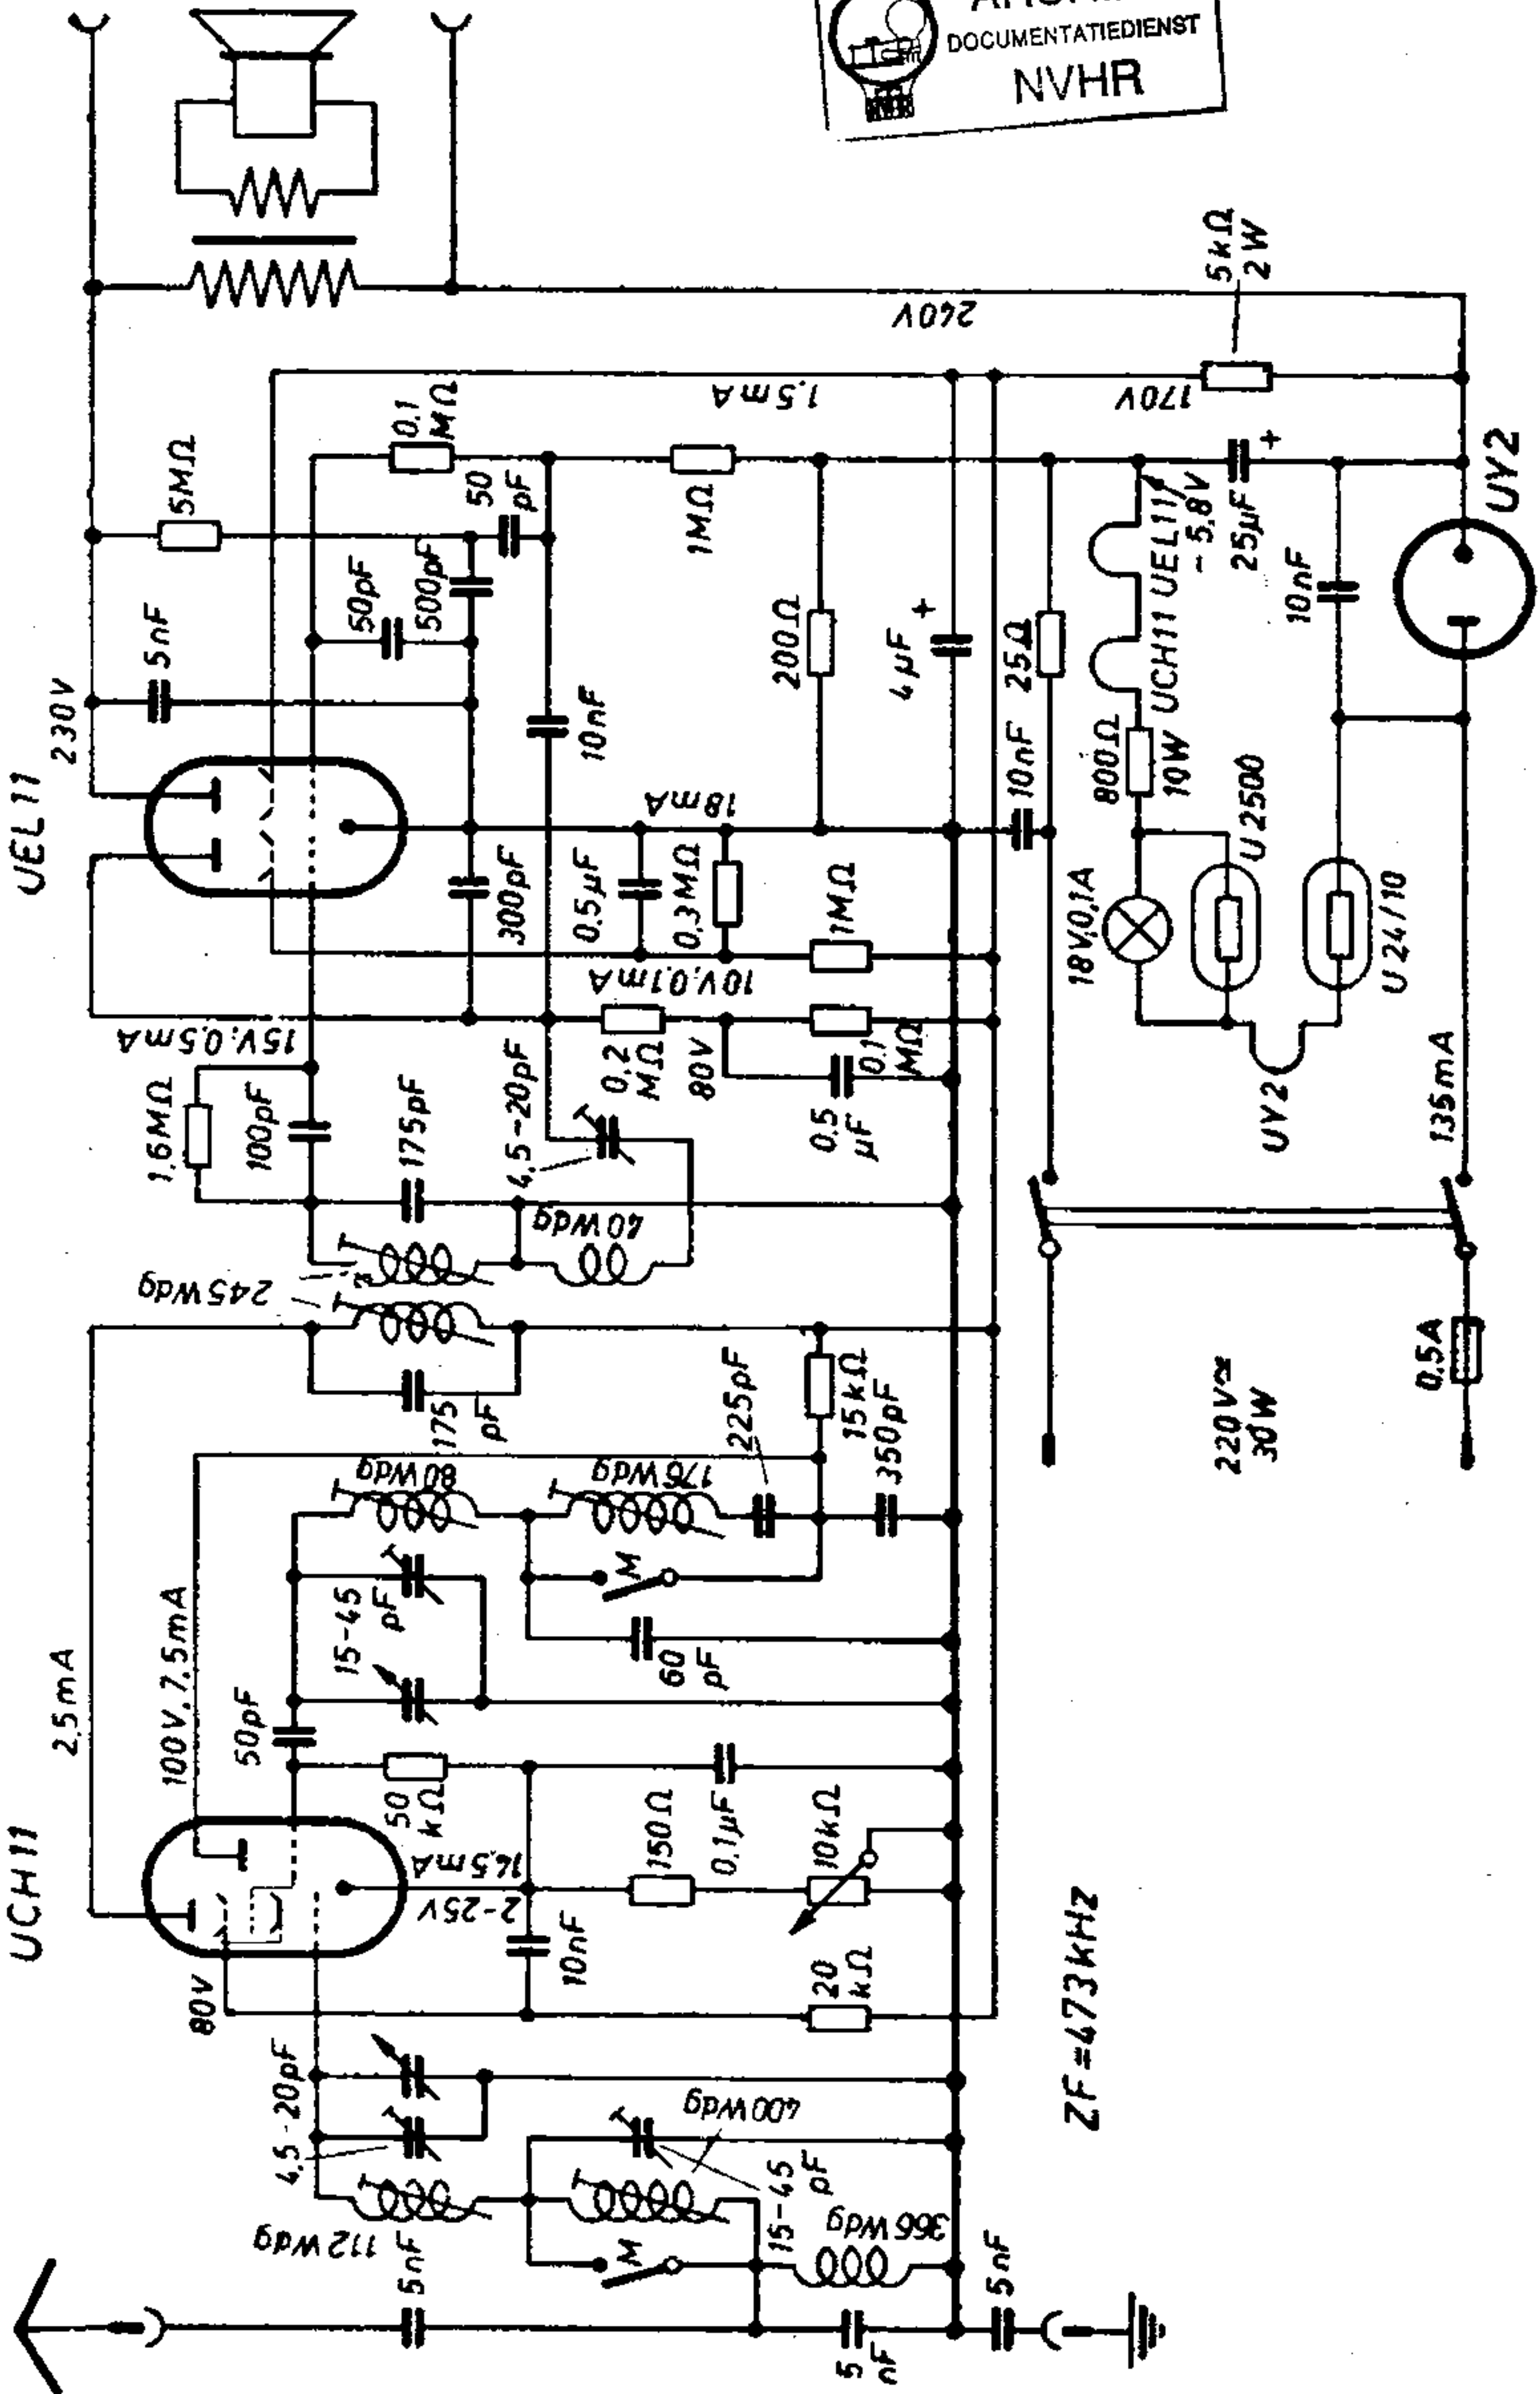 DOCUMENTATIEDIENST
NVHR
UCH11
UEL11
2,5mA
230V
5nF
5MΩ
100V, 7,5mA
15V; 0,5mA
1,6MΩ
100pF
245Wdg
175pF
175
pF
50pF
500pF
50
pF
0,1
MΩ
80V
50pF
15-45
pF
80Wdg
176Wdg
225pF
15kΩ
350pF
60
pF
M
50
kΩ
14,5mA
2-25V
150Ω
0,1µF
10kΩ
10nF
20
kΩ
4,5-20pF
40Wdg
4,5-20pF
112Wdg
400Wdg
15-45
pF
366Wdg
M
5nF
5
nF
5nF
300pF
0,5µF
0,3MΩ
10V, 0,1mA
18mA
1MΩ
0,2
MΩ
80V
0,5
µF
0,1
MΩ
10nF
1MΩ
200Ω
4µF
+
1,5mA
240V
170V
5kΩ
2W
10nF
25Ω
800Ω
10W
UCH11 UEL11
-5,8V
25µF
+
10nF
18V,0,1A
U2500
U24/10
UY2
UY2
135mA
0,5A
220V≃
30W
ZF=473kHz